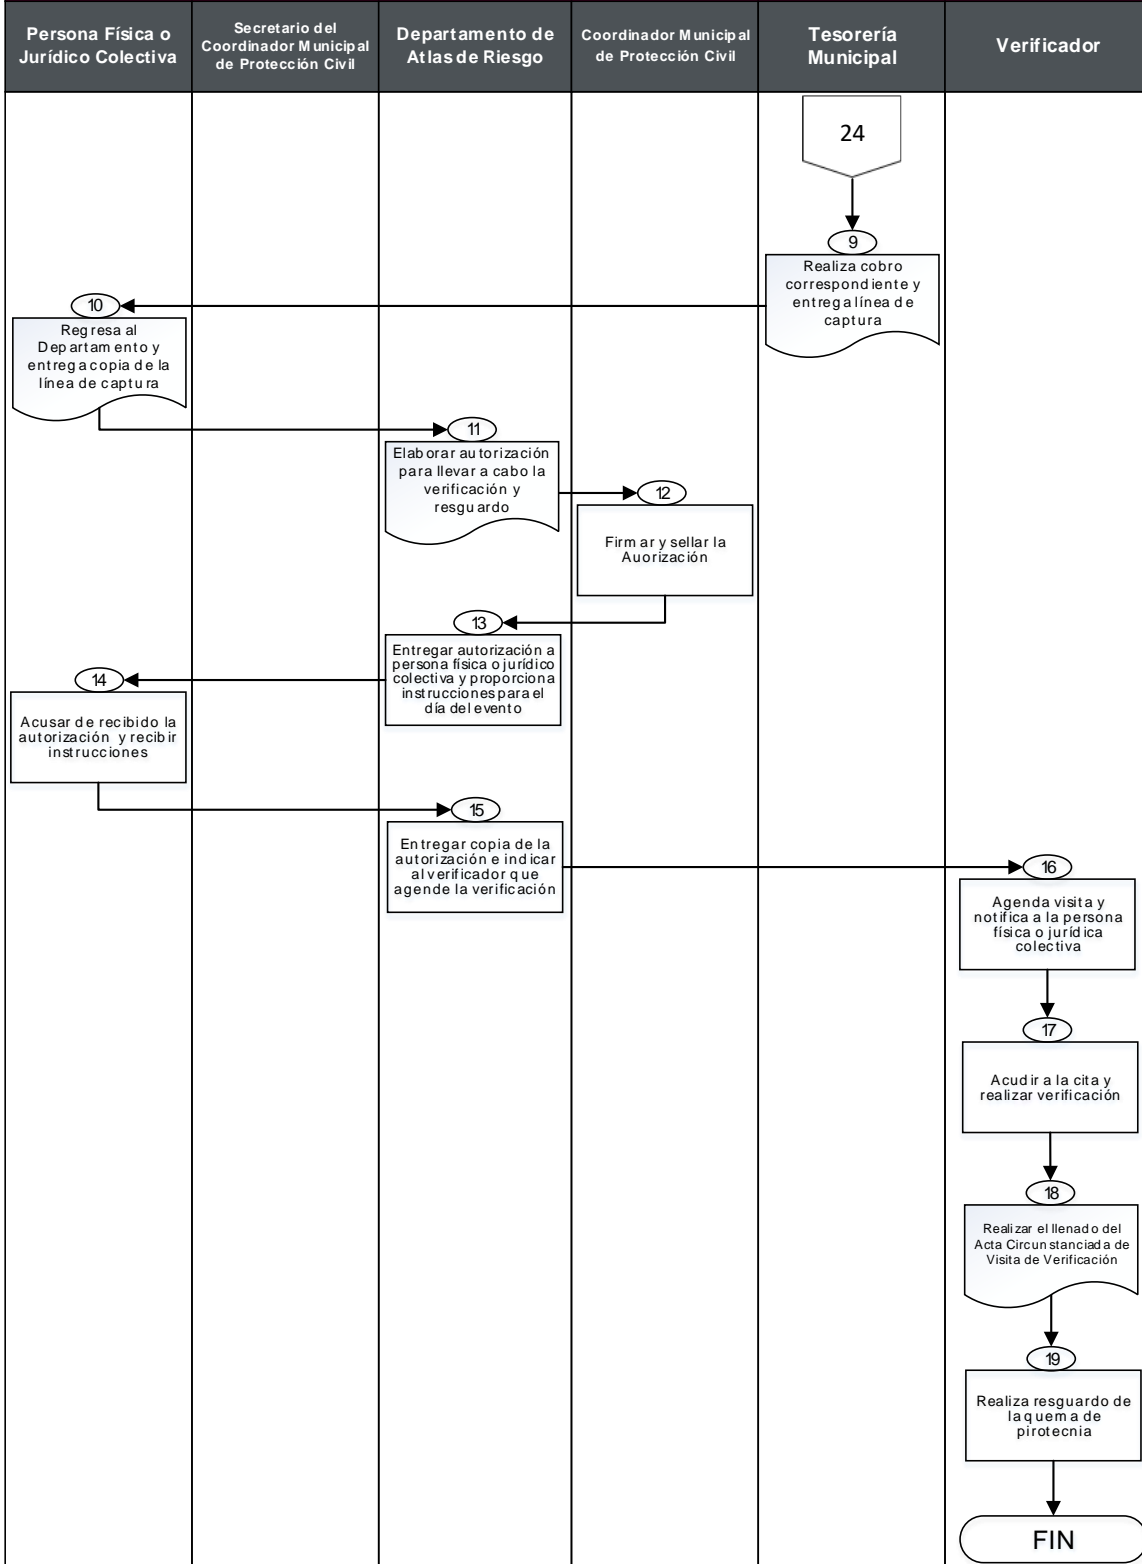 Persona Física o
Jurídico Colectiva
Secretario del
Coordinador Municipal
de Protección Civil
Departamento de
Atlas de Riesgo
Coordinador Municipal
de Protección Civil
Tesorería
Municipal
Verificador
24
9
Realiza cobro
correspondiente y
entrega línea de
captura
10
Regresa al
Departamento y
entrega copia de la
línea de captura
11
Elaborar autorización
para llevar a cabo la
verificación y
resguardo
12
Firmar y sellar la
Auorización
13
Entregar autorización a
persona física o jurídico
colectiva y proporciona
instrucciones para el
día del evento
14
Acusar de recibido la
autorización y recibir
instrucciones
15
Entregar copia de la
autorización e indicar
al verificador que
agende la verificación
16
Agenda visita y
notifica a la persona
física o jurídica
colectiva
17
Acudir a la cita y
realizar verificación
18
Realizar el llenado del
Acta Circunstanciada de
Visita de Verificación
19
Realiza resguardo de
la quema de
pirotecnia
FIN